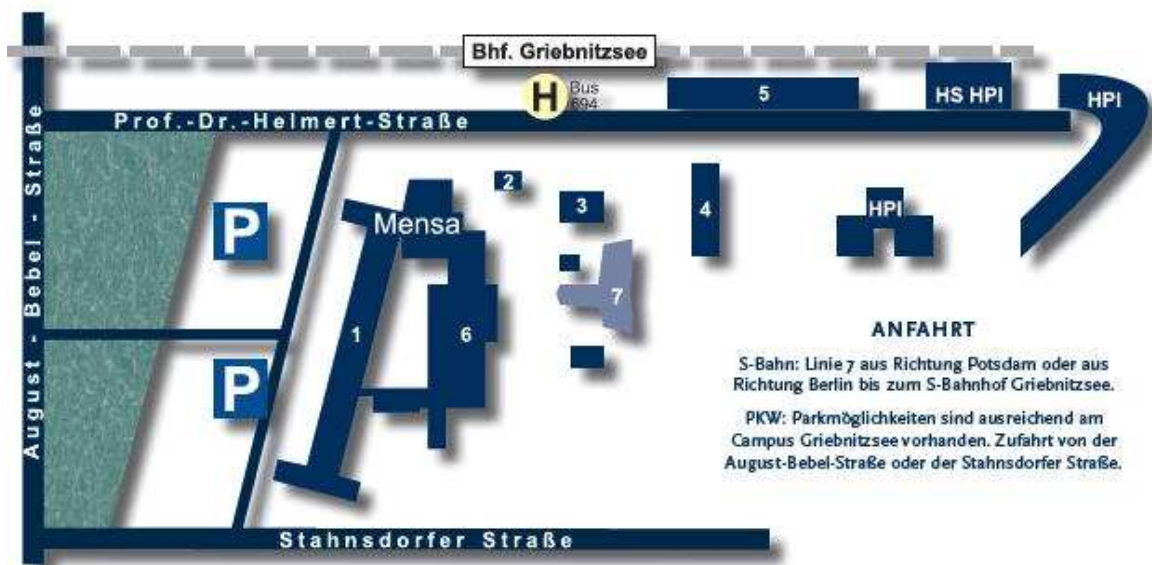 Bhf. Griebnitzsee
H
Bus
694
5
HS HPI
HPI
Prof.-Dr.-Helmert-Straße
August - Bebel - Straße
P
Mensa
2
3
4
HPI
1
6
7
P
ANFAHRT
S-Bahn: Linie 7 aus Richtung Potsdam oder aus
Richtung Berlin bis zum S-Bahnhof Griebnitzsee.
PKW: Parkmöglichkeiten sind ausreichend am
Campus Griebnitzsee vorhanden. Zufahrt von der
August-Bebel-Straße oder der Stahnsdorfer Straße.
Stahnsdorfer Straße